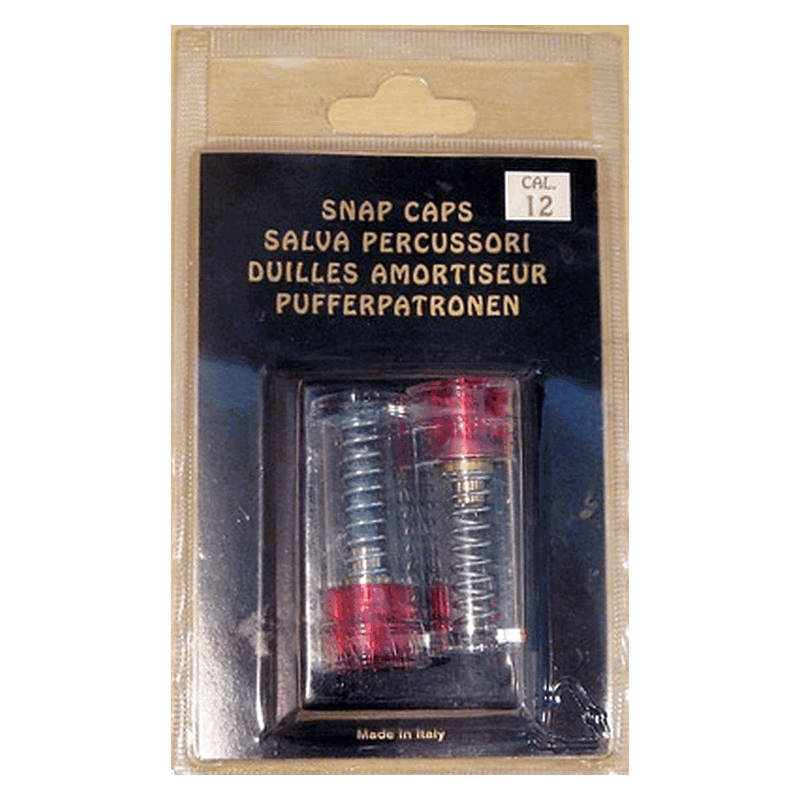 CAL.
12
SNAP CAPS
SALVA PERCUSSORI
DUILLES AMORTISEUR
PUFFERPATRONEN
Made in Italy